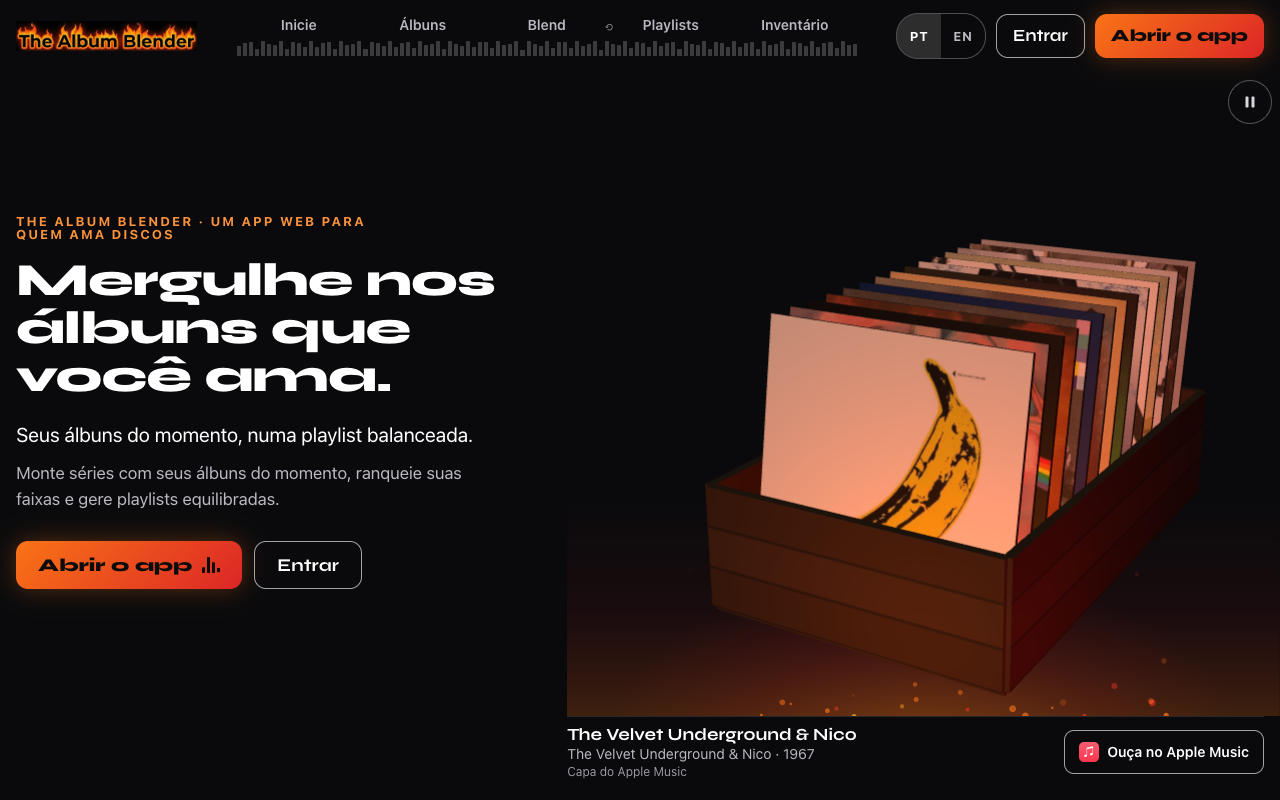 The Album Blender
Inicie
Álbuns
Blend
Playlists
Inventário
PT
EN
Entrar
Abrir o app
THE ALBUM BLENDER · UM APP WEB PARA
QUEM AMA DISCOS
Mergulhe nos
álbuns que
você ama.
Seus álbuns do momento, numa playlist balanceada.
Monte séries com seus álbuns do momento, ranqueie suas
faixas e gere playlists equilibradas.
Abrir o app
Entrar
The Velvet Underground & Nico
The Velvet Underground & Nico · 1967
Capa do Apple Music
Ouça no Apple Music